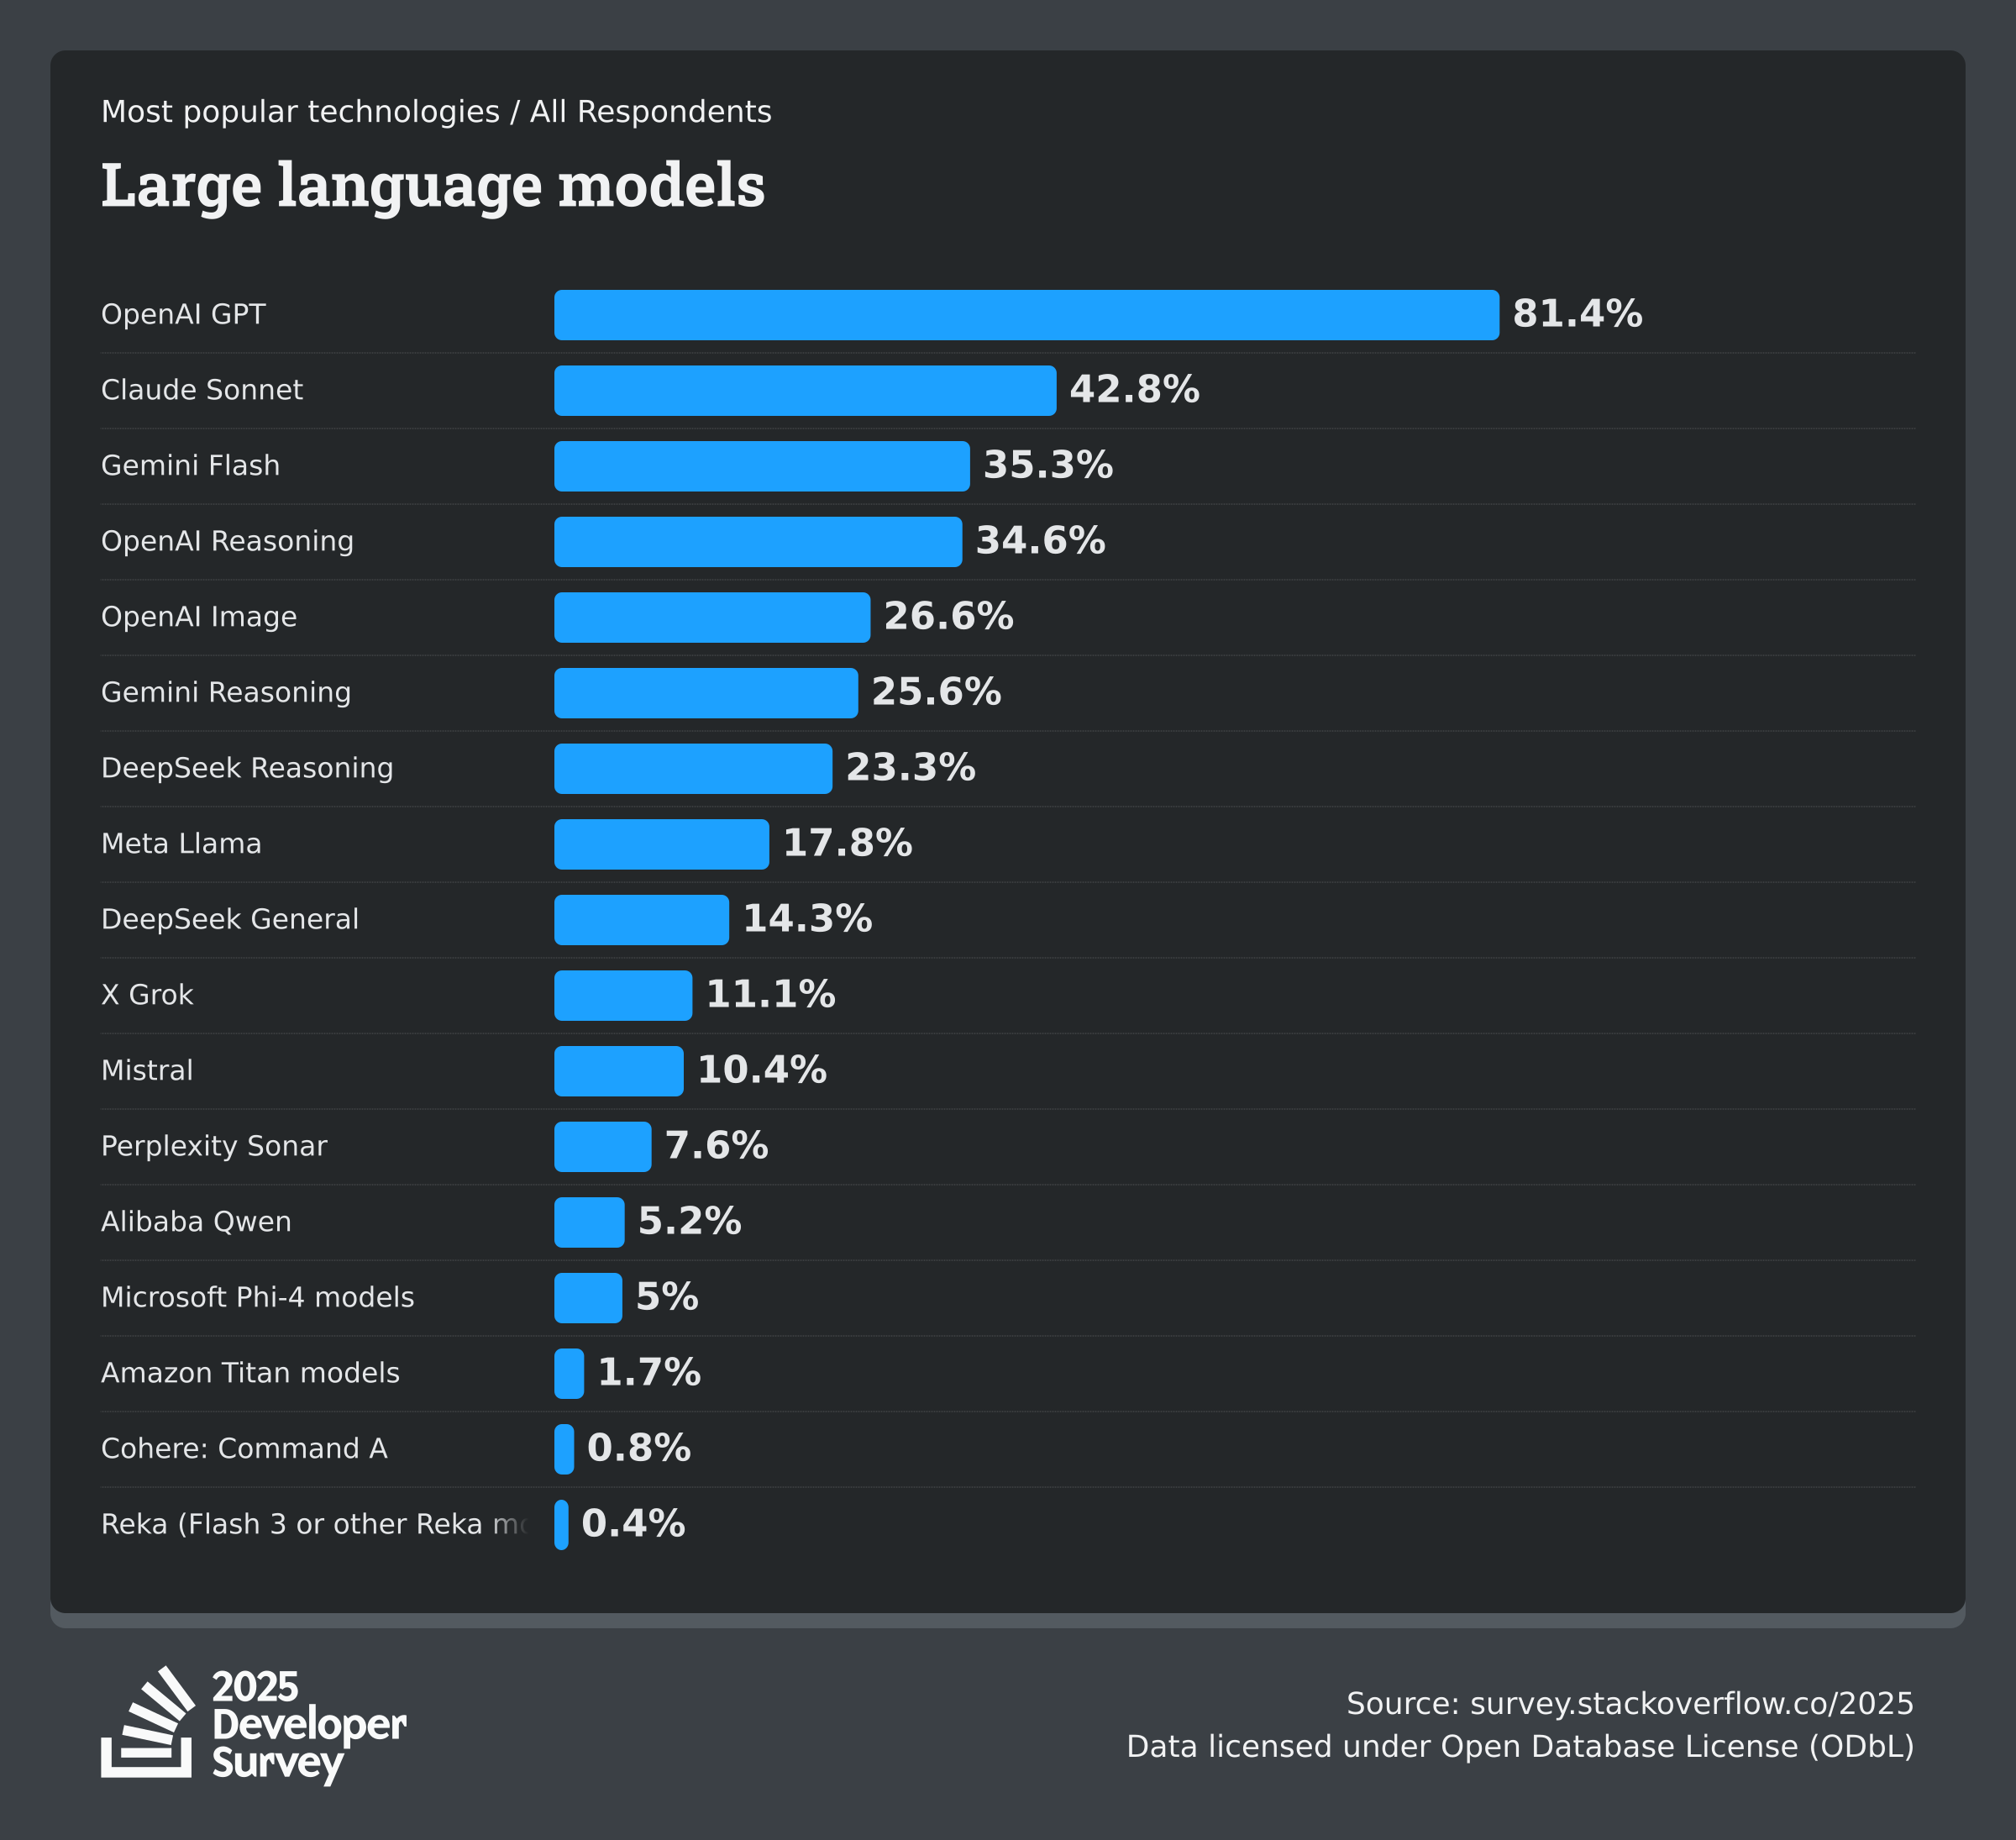 Most popular technologies / All Respondents
Large language models
OpenAI GPT 81.4%
Claude Sonnet 42.8%
Gemini Flash 35.3%
OpenAI Reasoning 34.6%
OpenAI Image 26.6%
Gemini Reasoning 25.6%
DeepSeek Reasoning 23.3%
Meta Llama 17.8%
DeepSeek General 14.3%
X Grok 11.1%
Mistral 10.4%
Perplexity Sonar 7.6%
Alibaba Qwen 5.2%
Microsoft Phi-4 models 5%
Amazon Titan models 1.7%
Cohere: Command A 0.8%
Reka (Flash 3 or other Reka 0.4%
2025
Developer
Survey
Source: survey.stackoverflow.co/2025
Data licensed under Open Database License (ODbL)